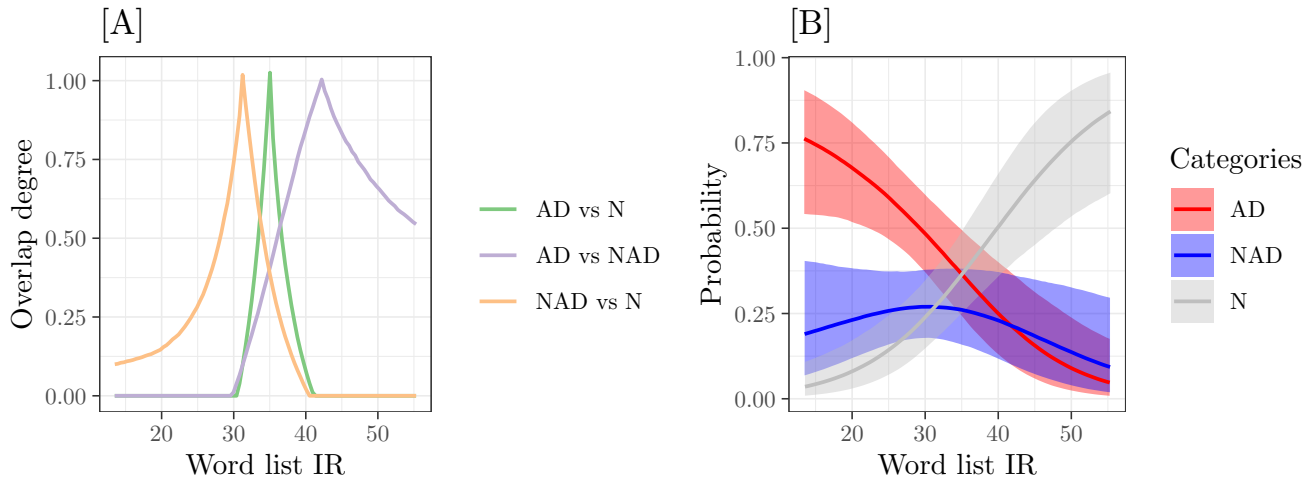 [A]
1.00
0.75
0.50
0.25
0.00
Overlap degree
20 30 40 50
Word list IR
AD vs N
AD vs NAD
NAD vs N
[B]
1.00
0.75
0.50
0.25
0.00
Probability
20 30 40 50
Word list IR
Categories
AD
NAD
N